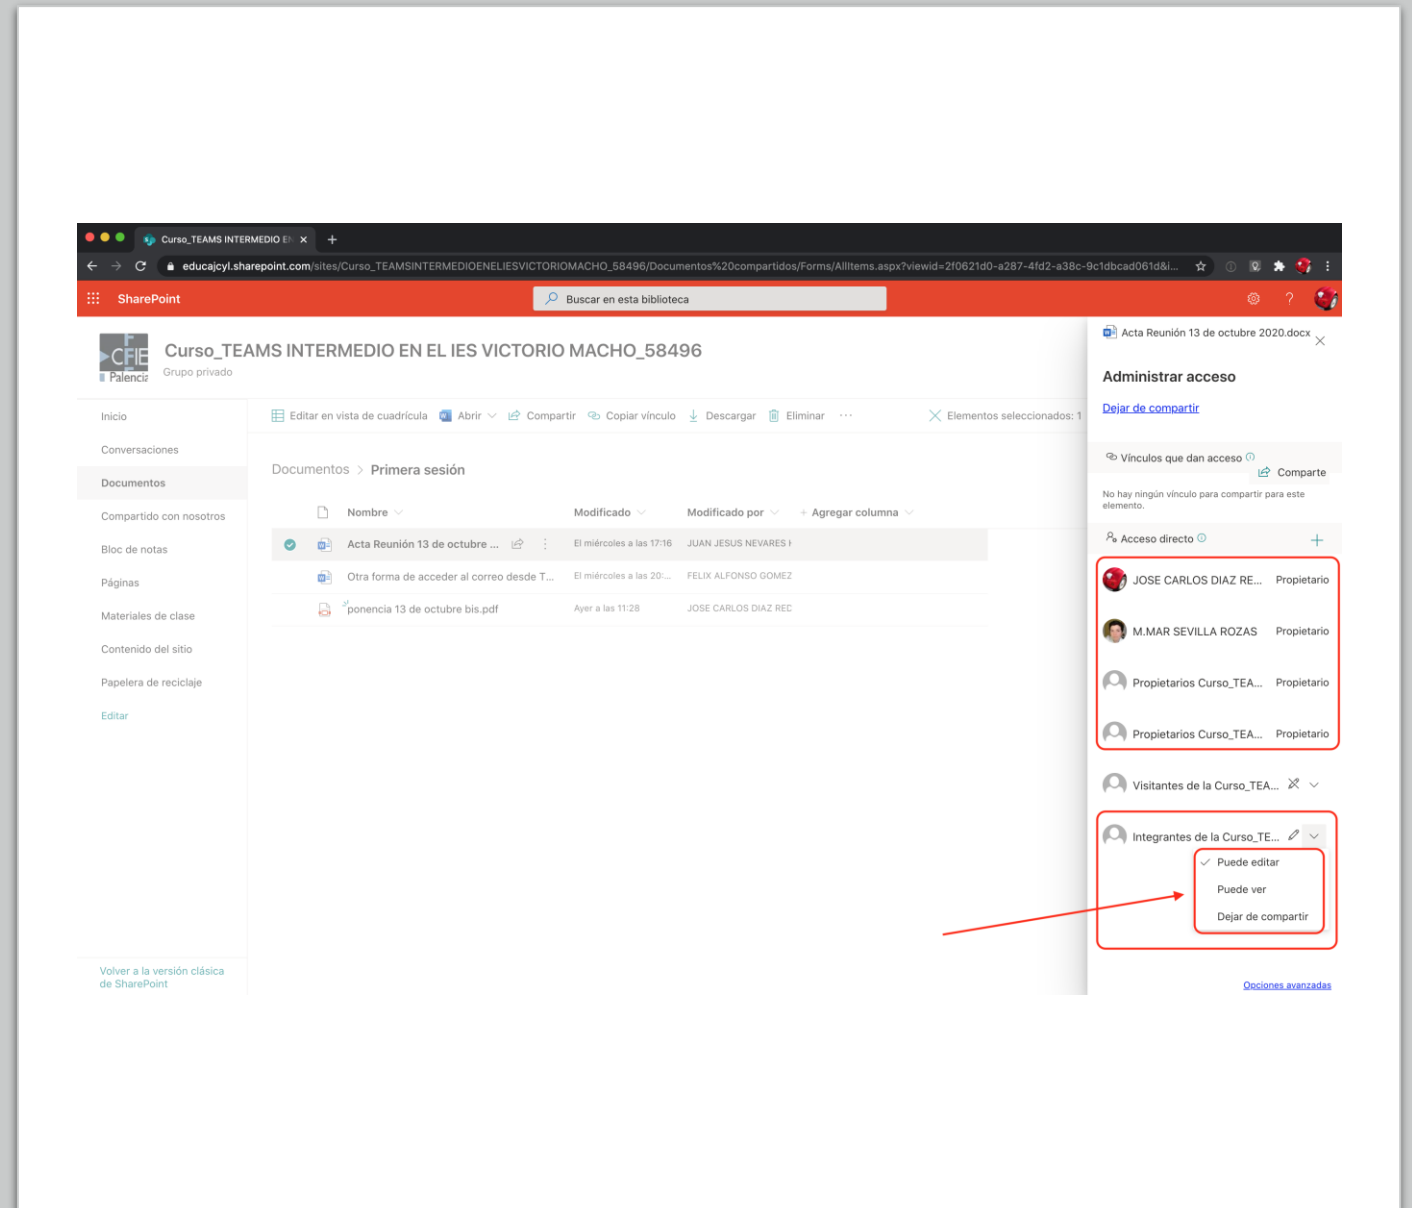 Curso_TEAMS INTERMEDIO EN
educajcyl.sharepoint.com/sites/Curso_TEAMSINTERMEDIOENELIESVICTORIOMACHO_58496/Documentos%20compartidos/Forms/AllItems.aspx?viewid=2f0621d0-a287-4fd2-a38c-9c1dbcad061d&i...
SharePoint
Buscar en esta biblioteca
?
CFIE
Palencia
Curso_TEAMS INTERMEDIO EN EL IES VICTORIO MACHO_58496
Grupo privado
Inicio
Conversaciones
Documentos
Compartido con nosotros
Bloc de notas
Páginas
Materiales de clase
Contenido del sitio
Papelera de reciclaje
Editar
Volver a la versión clásica
de SharePoint
Editar en vista de cuadrícula Abrir Compartir Copiar vínculo Descargar Eliminar ··· Elementos seleccionados: 1
Documentos > Primera sesión
Nombre Modificado Modificado por + Agregar columna
Acta Reunión 13 de octubre ... El miércoles a las 17:16 JUAN JESUS NEVARES
Otra forma de acceder al correo desde T... El miércoles a las 20:... FELIX ALFONSO GOMEZ
ponencia 13 de octubre bis.pdf Ayer a las 11:28 JOSE CARLOS DIAZ RED
Acta Reunión 13 de octubre 2020.docx
Administrar acceso
Dejar de compartir
Vínculos que dan acceso
Comparte
No hay ningún vínculo para compartir para este
elemento.
Acceso directo
JOSE CARLOS DIAZ RE... Propietario
M.MAR SEVILLA ROZAS Propietario
Propietarios Curso_TEA... Propietario
Propietarios Curso_TEA... Propietario
Visitantes de la Curso_TEA...
Integrantes de la Curso_TE...
Puede editar
Puede ver
Dejar de compartir
Opciones avanzadas